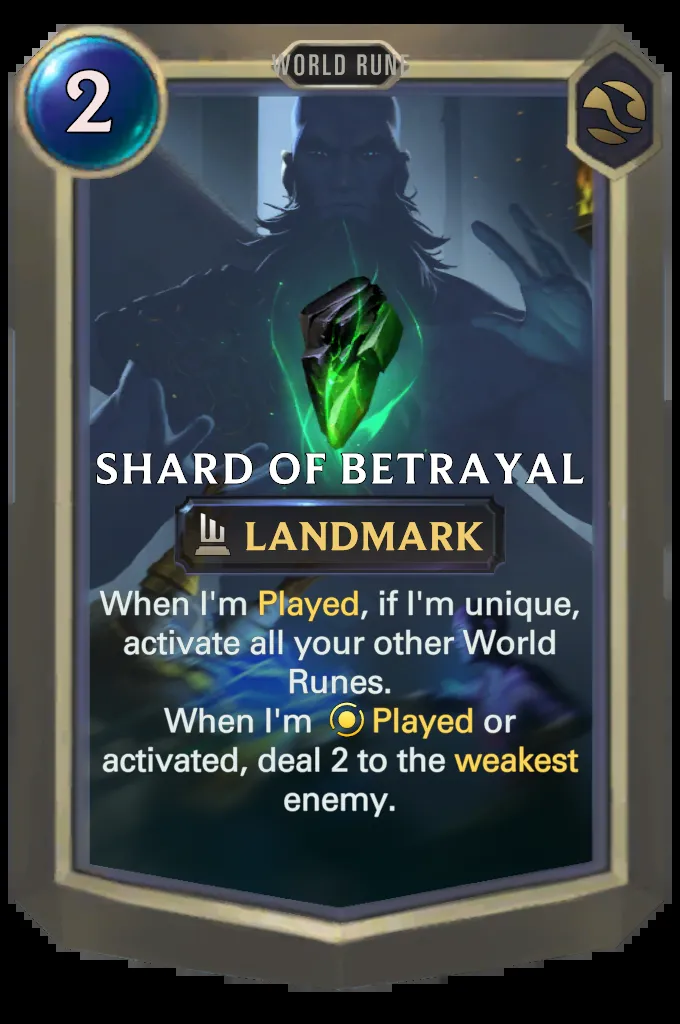 2
WORLD RUNE
SHARD OF BETRAYAL
LANDMARK
When I'm Played, if I'm unique,
activate all your other World
Runes.
When I'm Played or
activated, deal 2 to the weakest
enemy.